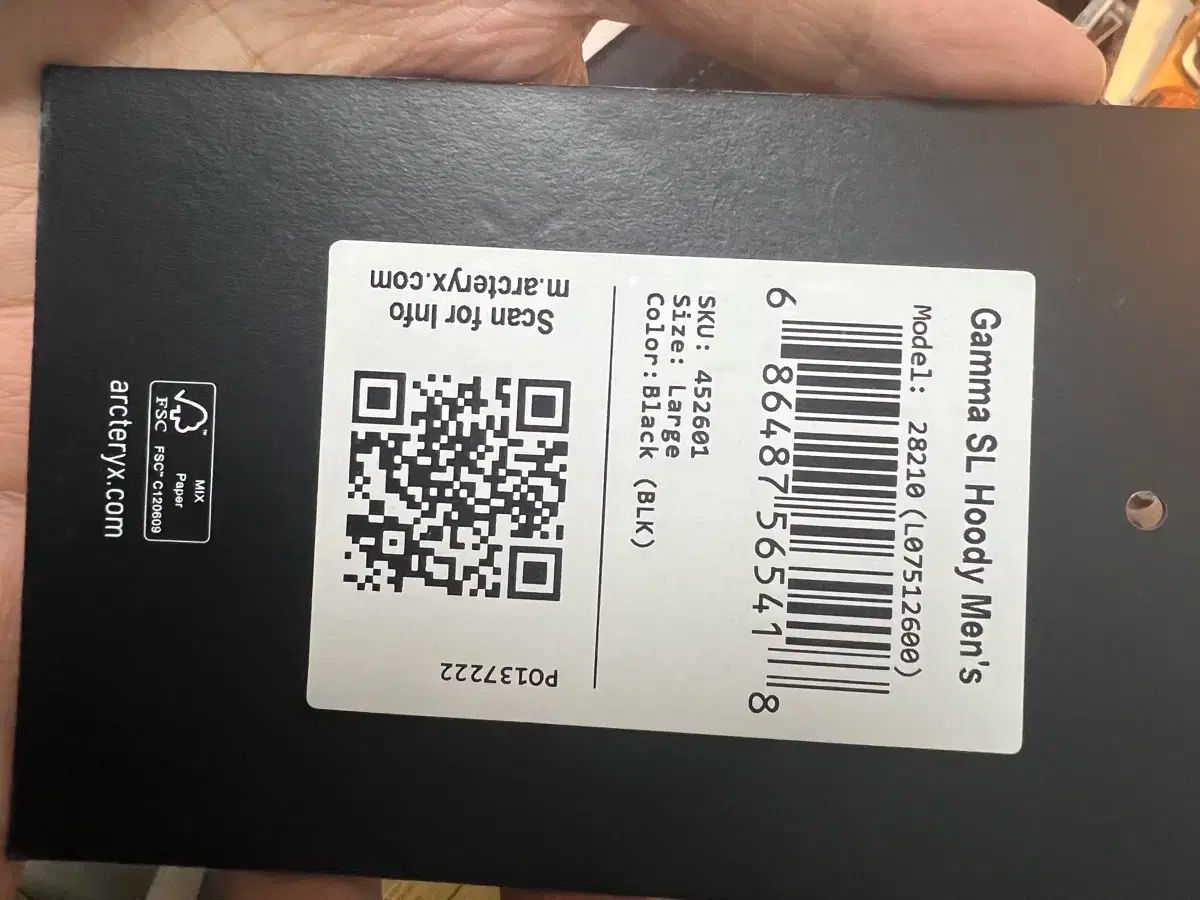 Gamma SL Hoody Men's
Model: 28210 (L07512600)
6 86487 56541 8
SKU: 452601
Size: Large
Color:Black (BLK)
PO137222
Scan for Info
m.arcteryx.com
FSC
MIX
Paper
FSC™ C120609
arcteryx.com